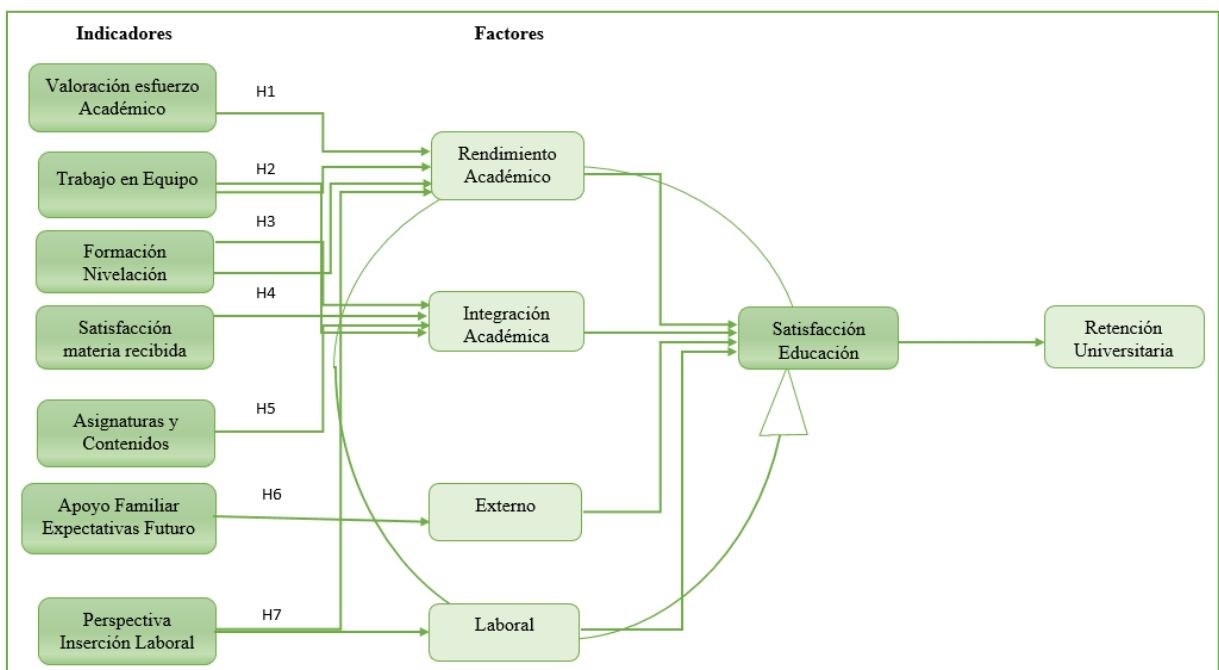 Indicadores
Factores
Valoración esfuerzo
Académico
H1
Rendimiento
Académico
Trabajo en Equipo
H2
H3
Formación
Nivelación
H4
Integración
Académica
Satisfacción
materia recibida
Satisfacción
Educación
Retención
Universitaria
H5
Asignaturas y
Contenidos
H6
Apoyo Familiar
Expectativas Futuro
Externo
H7
Perspectiva
Inserción Laboral
Laboral